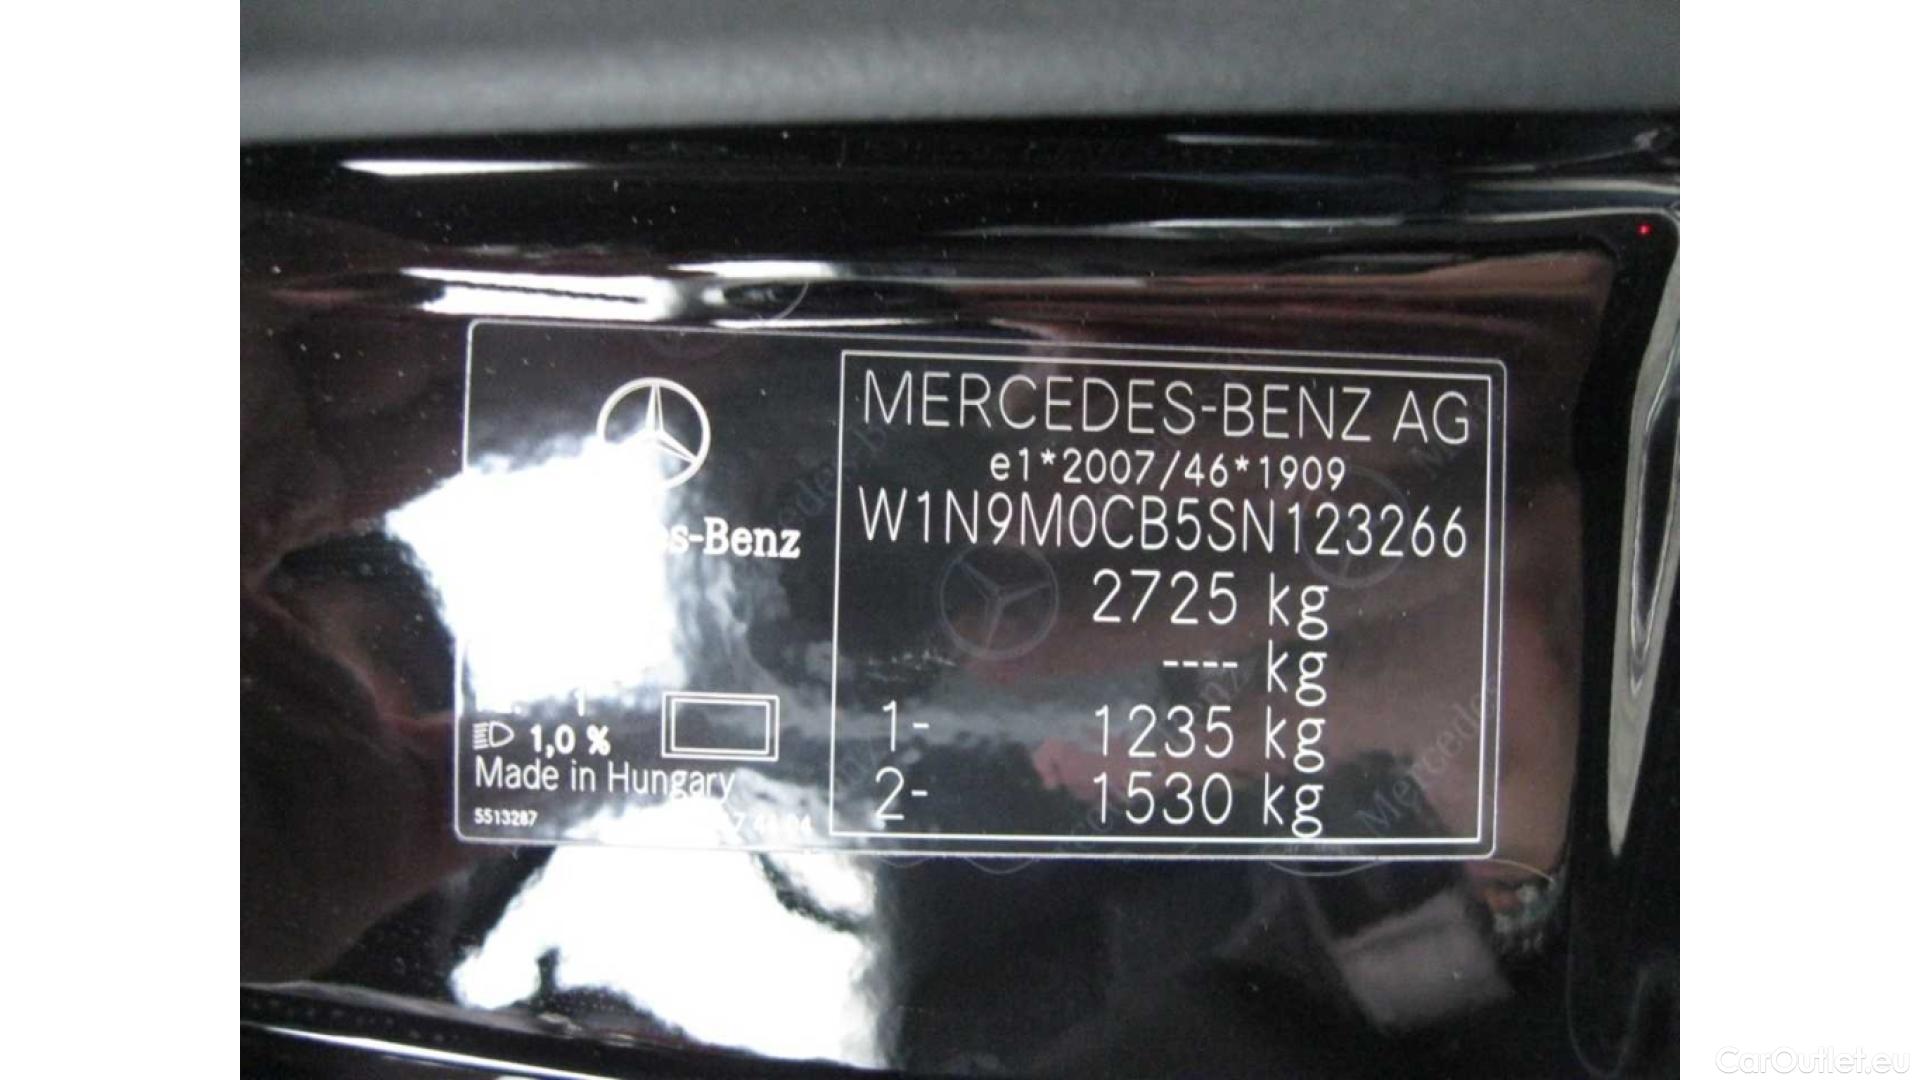 MERCEDES-BENZ AG
e1*2007/46*1909
W1N9M0CB5SN123266
2725 kg
---- kg
1- 1235 kg
2- 1530 kg
s-Benz
1,0 %
Made in Hungary
5513287
CarOutlet.eu